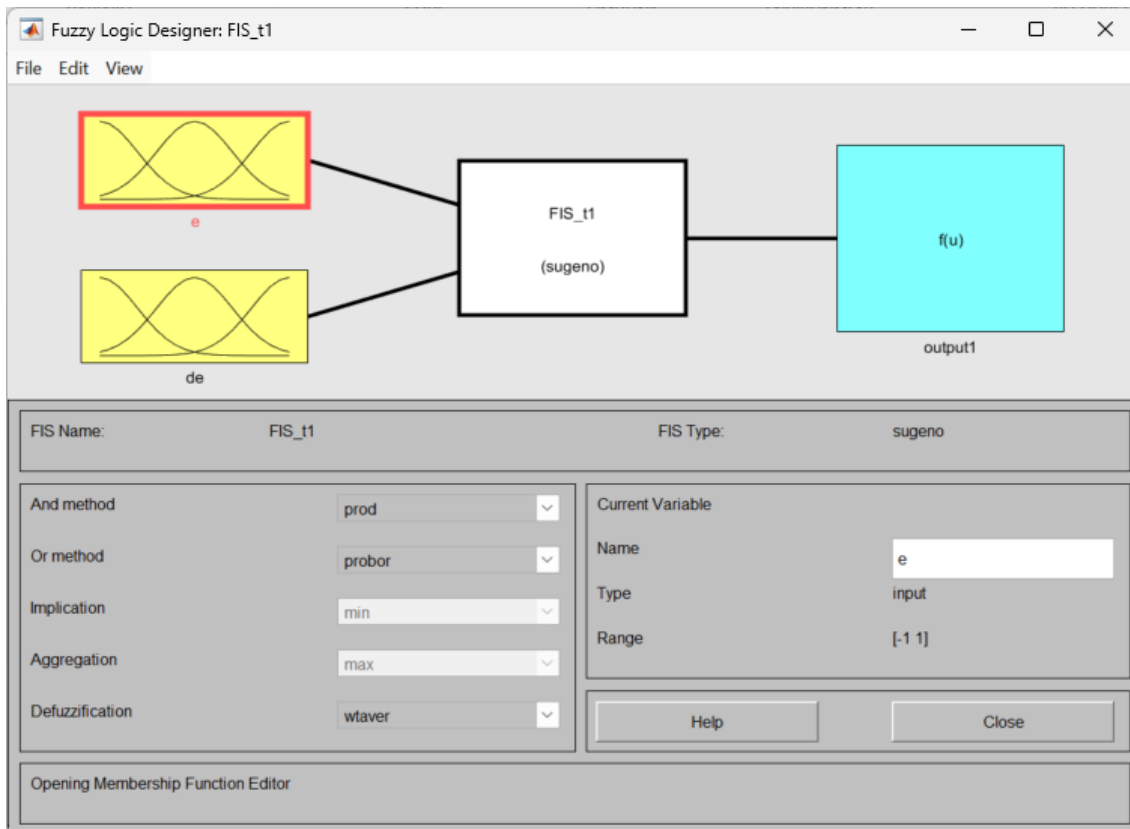 Fuzzy Logic Designer: FIS_t1
File Edit View
e
de
FIS_t1
(sugeno)
f(u)
output1
FIS Name: FIS_t1 FIS Type: sugeno
And method prod
Or method probor
Implication min
Aggregation max
Defuzzification wtaver
Current Variable
Name e
Type input
Range [-1 1]
Help Close
Opening Membership Function Editor